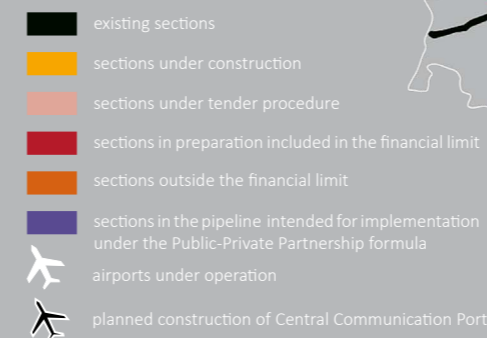 existing sections
sections under construction
sections under tender procedure
sections in preparation included in the financial limit
sections outside the financial limit
sections in the pipeline intended for implementation
under the Public-Private Partnership formula
airports under operation
planned construction of Central Communication Port